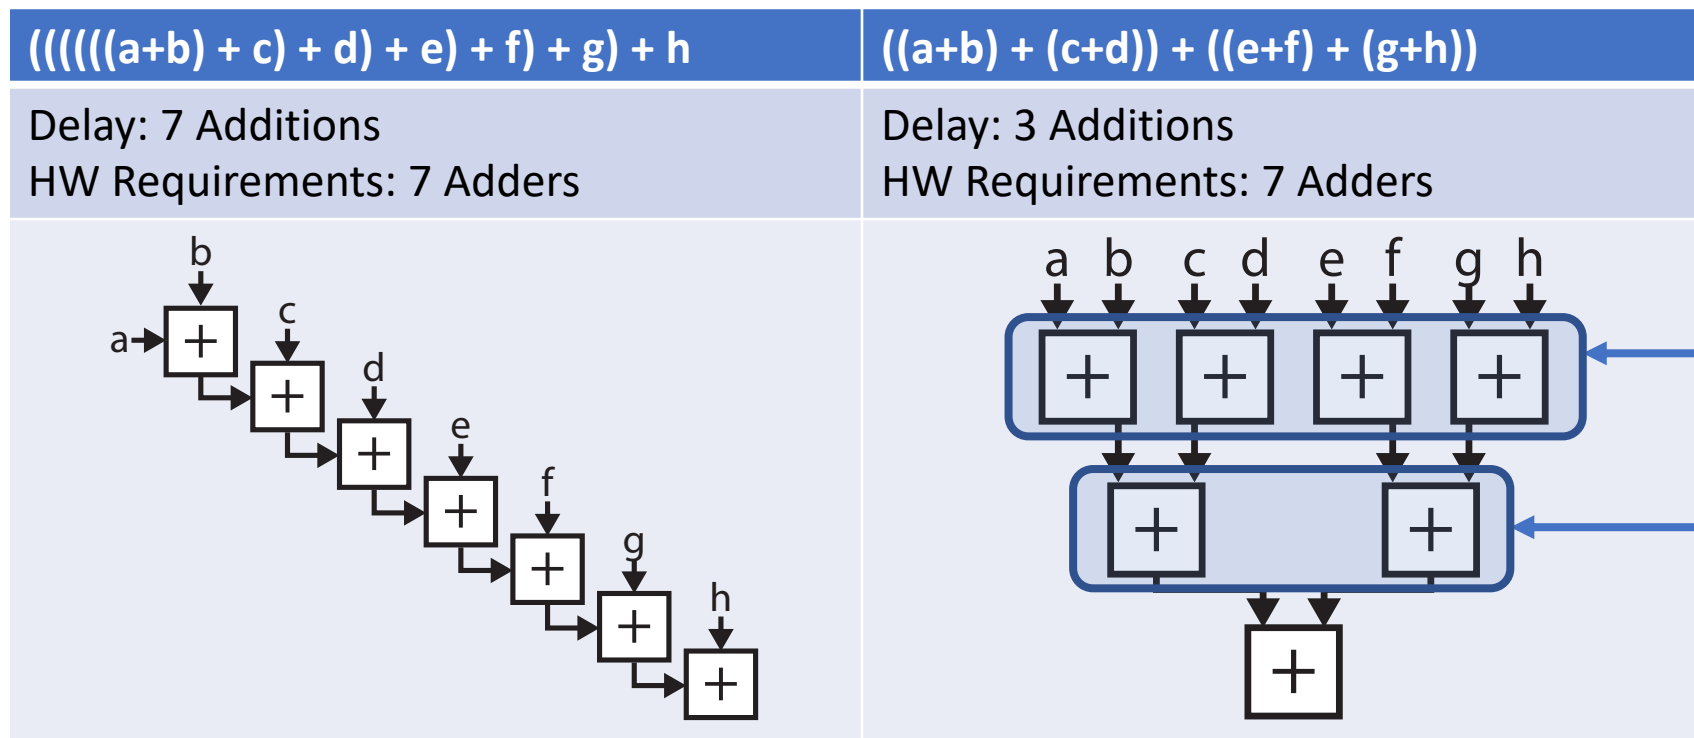 ((((((a+b) + c) + d) + e) + f) + g) + h
Delay: 7 Additions
HW Requirements: 7 Adders
b
a
+
c
+
d
+
e
+
f
+
g
+
h
+
((a+b) + (c+d)) + ((e+f) + (g+h))
Delay: 3 Additions
HW Requirements: 7 Adders
a b c d e f g h
+ + + +
+ +
+